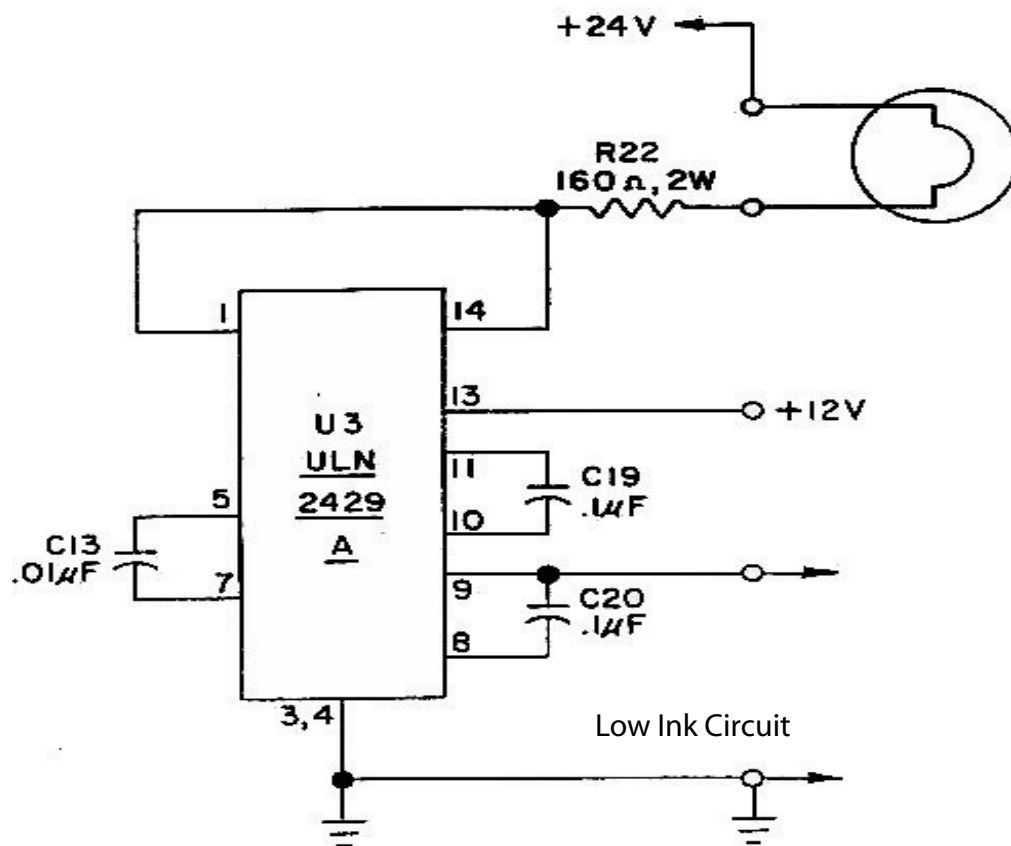 +24V
R22
160Ω, 2W
1
14
13
+12V
U3
ULN
2429
A
11
C19
.1µF
10
5
C13
.01µF
7
9
C20
.1µF
8
3,4
Low Ink Circuit